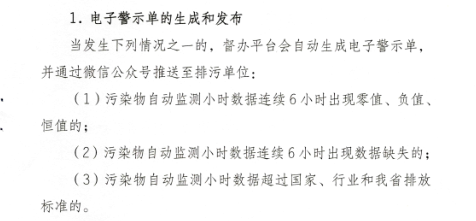 1. 电子警示单的生成和发布
当发生下列情况之一的，督办平台会自动生成电子警示单，
并通过微信公众号推送至排污单位：
（1）污染物自动监测小时数据连续6小时出现零值、负值、
恒值的；
（2）污染物自动监测小时数据连续6小时出现数据缺失的；
（3）污染物自动监测小时数据超过国家、行业和我省排放
标准的。